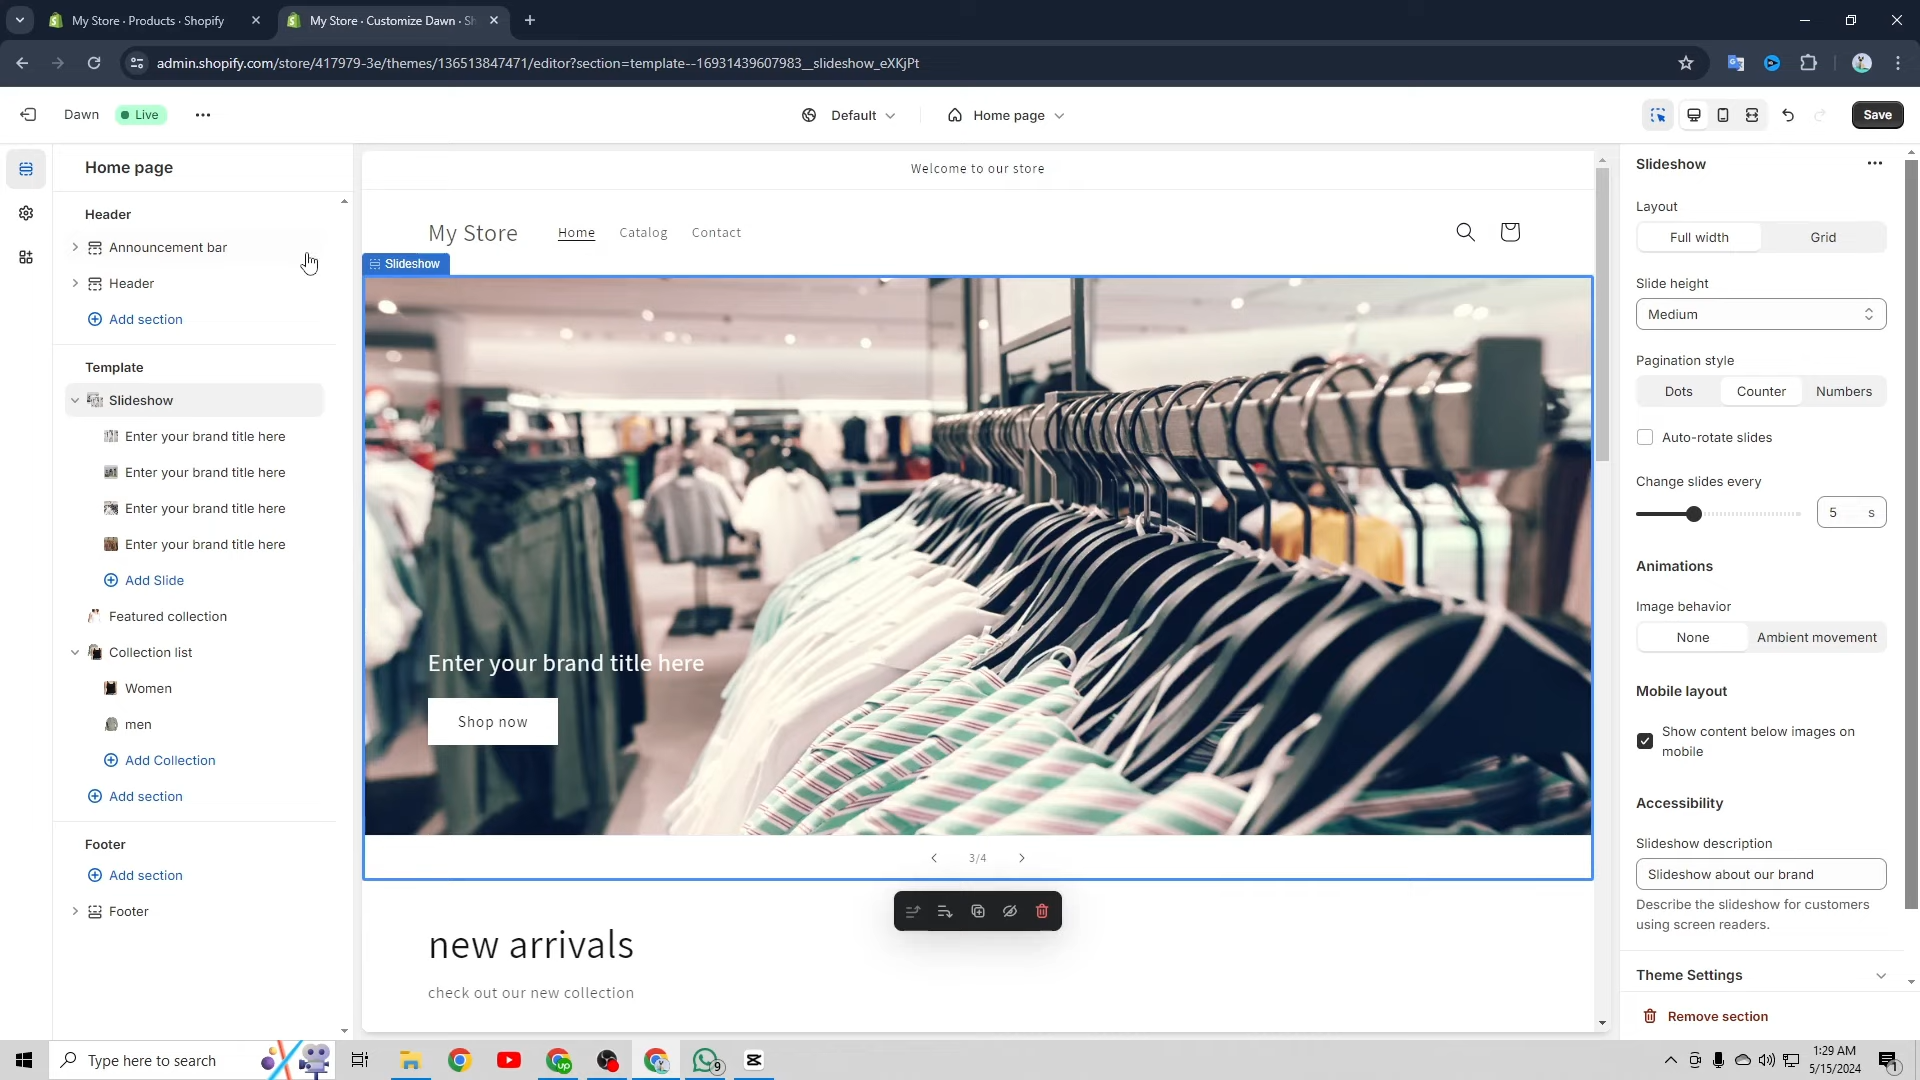 My Store · Products · Shopify
My Store · Customize Dawn · Sh
admin.shopify.com/store/417979-3e/themes/136513847471/editor?section=template--16931439607983__slideshow_eXKjPt
Dawn
Live
Default
Home page
Save
Home page
Header
Announcement bar
Header
Add section
Template
Slideshow
Enter your brand title here
Enter your brand title here
Enter your brand title here
Enter your brand title here
Add Slide
Featured collection
Collection list
Women
men
Add Collection
Add section
Footer
Add section
Footer
Welcome to our store
My Store
Home
Catalog
Contact
Slideshow
Enter your brand title here
Shop now
3/4
new arrivals
check out our new collection
Slideshow
Layout
Full width
Grid
Slide height
Medium
Pagination style
Dots
Counter
Numbers
Auto-rotate slides
Change slides every
5 s
Animations
Image behavior
None
Ambient movement
Mobile layout
Show content below images on
mobile
Accessibility
Slideshow description
Slideshow about our brand
Describe the slideshow for customers
using screen readers.
Theme Settings
Remove section
Type here to search
up
9
1:29 AM
5/15/2024
1